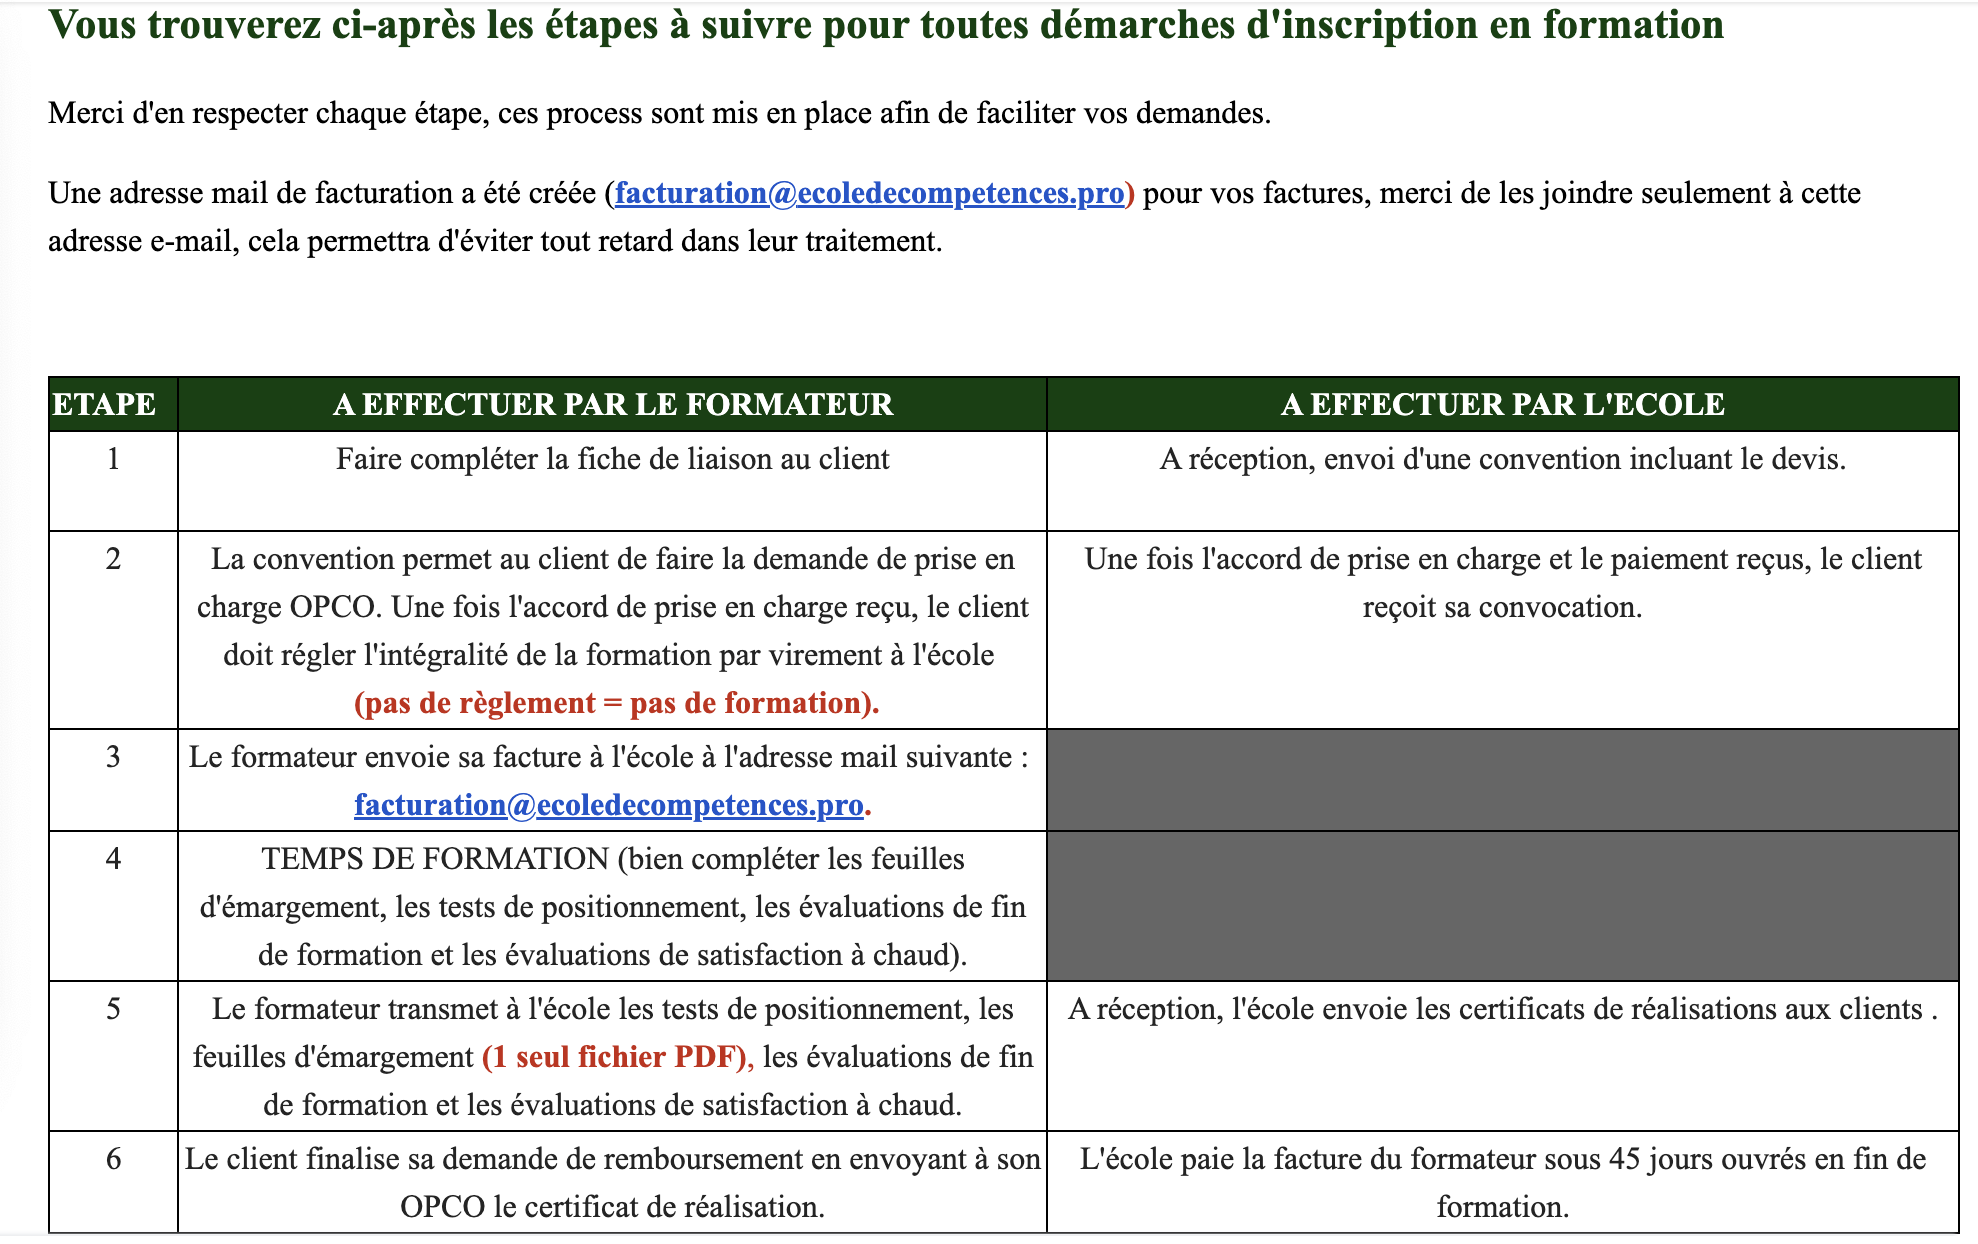 Vous trouverez ci-après les étapes à suivre pour toutes démarches d'inscription en formation
Merci d'en respecter chaque étape, ces process sont mis en place afin de faciliter vos demandes.
Une adresse mail de facturation a été créée (facturation@ecoledecompetences.pro) pour vos factures, merci de les joindre seulement à cette
adresse e-mail, cela permettra d'éviter tout retard dans leur traitement.
ETAPE
A EFFECTUER PAR LE FORMATEUR
A EFFECTUER PAR L'ECOLE
1
Faire compléter la fiche de liaison au client
A réception, envoi d'une convention incluant le devis.
2
La convention permet au client de faire la demande de prise en
charge OPCO. Une fois l'accord de prise en charge reçu, le client
doit régler l'intégralité de la formation par virement à l'école
(pas de règlement = pas de formation).
Une fois l'accord de prise en charge et le paiement reçus, le client
reçoit sa convocation.
3
Le formateur envoie sa facture à l'école à l'adresse mail suivante :
facturation@ecoledecompetences.pro.
4
TEMPS DE FORMATION (bien compléter les feuilles
d'émargement, les tests de positionnement, les évaluations de fin
de formation et les évaluations de satisfaction à chaud).
5
Le formateur transmet à l'école les tests de positionnement, les
feuilles d'émargement (1 seul fichier PDF), les évaluations de fin
de formation et les évaluations de satisfaction à chaud.
A réception, l'école envoie les certificats de réalisations aux clients .
6
Le client finalise sa demande de remboursement en envoyant à son
OPCO le certificat de réalisation.
L'école paie la facture du formateur sous 45 jours ouvrés en fin de
formation.